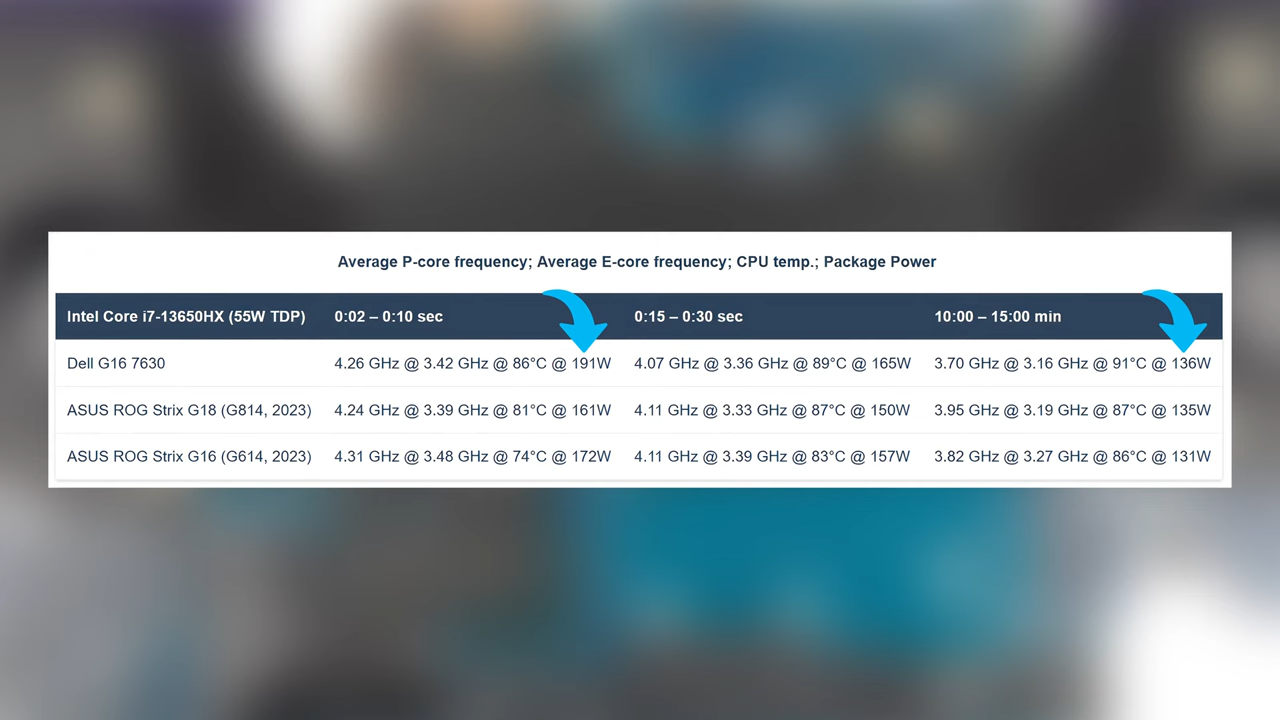 Average P-core frequency; Average E-core frequency; CPU temp.; Package Power
Intel Core i7-13650HX (55W TDP) 0:02 – 0:10 sec 0:15 – 0:30 sec 10:00 – 15:00 min
Dell G16 7630 4.26 GHz @ 3.42 GHz @ 86°C @ 191W 4.07 GHz @ 3.36 GHz @ 89°C @ 165W 3.70 GHz @ 3.16 GHz @ 91°C @ 136W
ASUS ROG Strix G18 (G814, 2023) 4.24 GHz @ 3.39 GHz @ 81°C @ 161W 4.11 GHz @ 3.33 GHz @ 87°C @ 150W 3.95 GHz @ 3.19 GHz @ 87°C @ 135W
ASUS ROG Strix G16 (G614, 2023) 4.31 GHz @ 3.48 GHz @ 74°C @ 172W 4.11 GHz @ 3.39 GHz @ 83°C @ 157W 3.82 GHz @ 3.27 GHz @ 86°C @ 131W